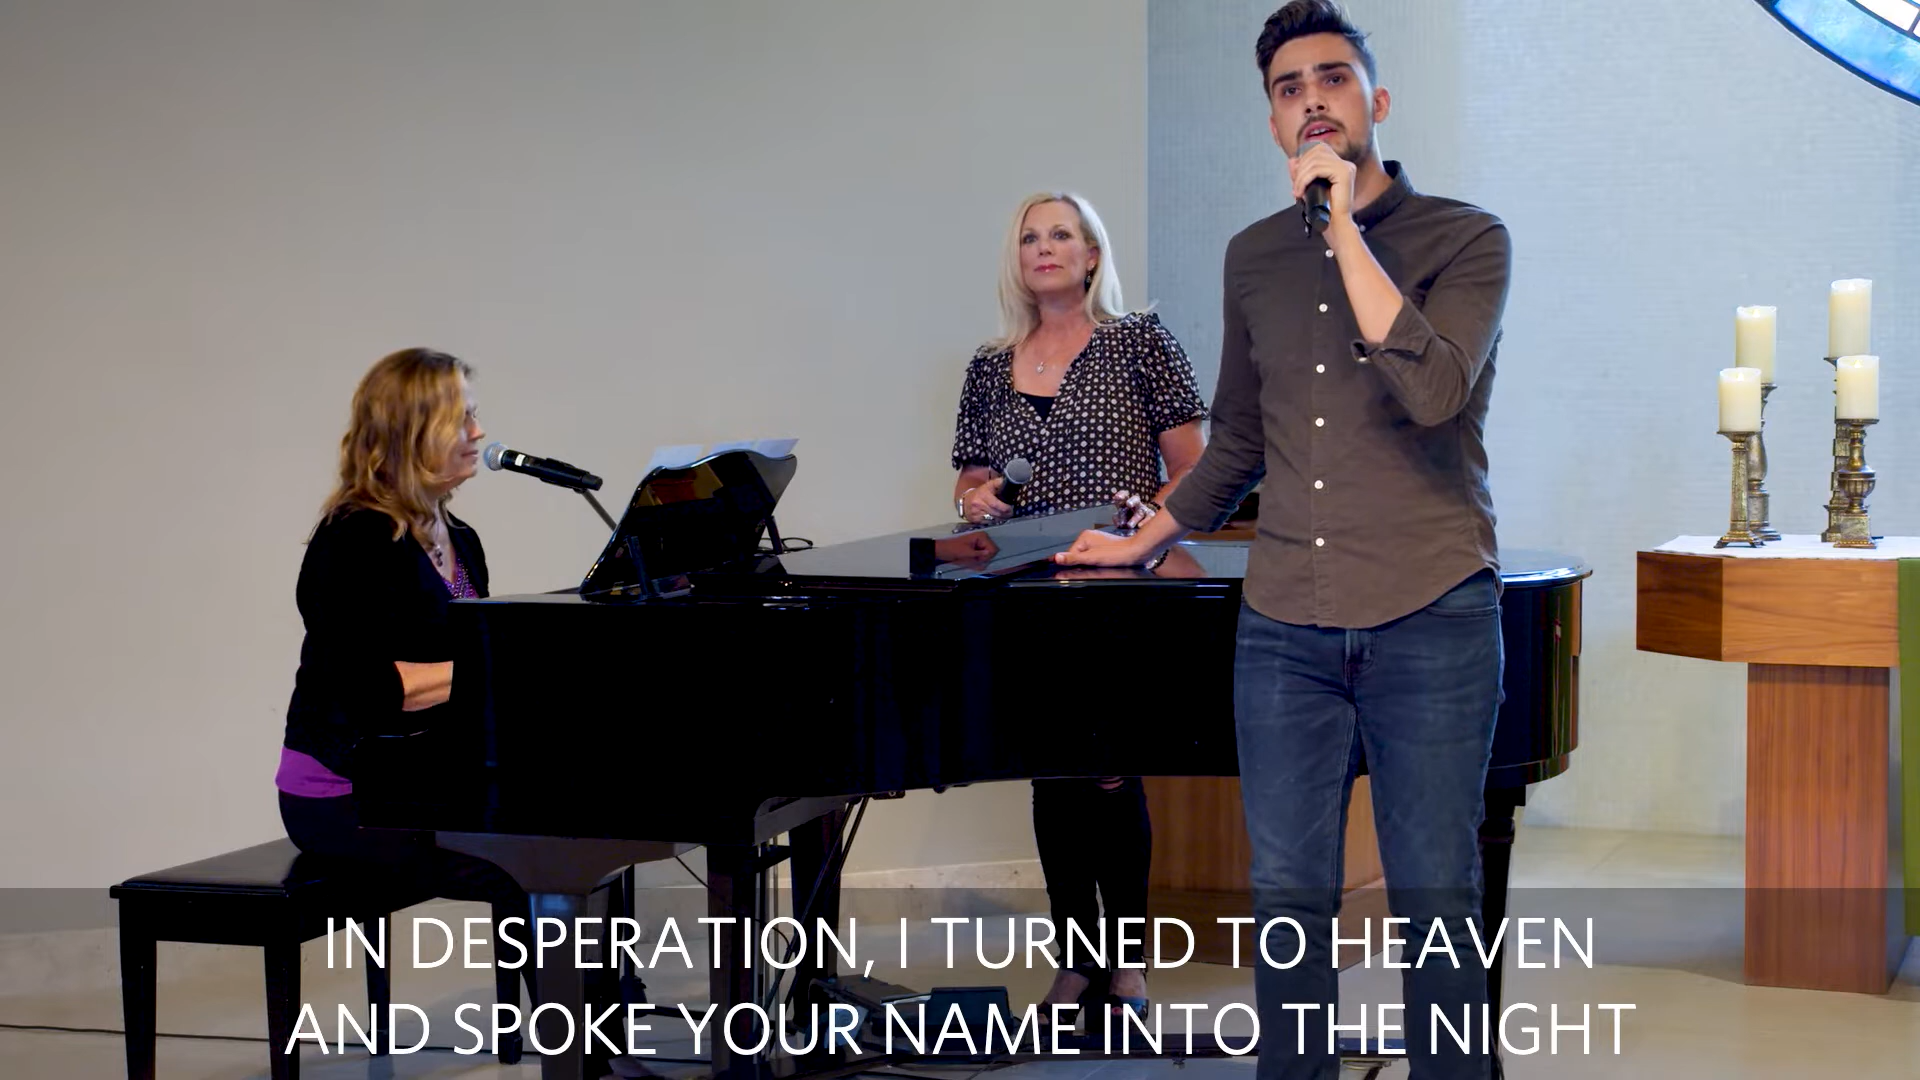 IN DESPERATION, I TURNED TO HEAVEN
AND SPOKE YOUR NAME INTO THE NIGHT